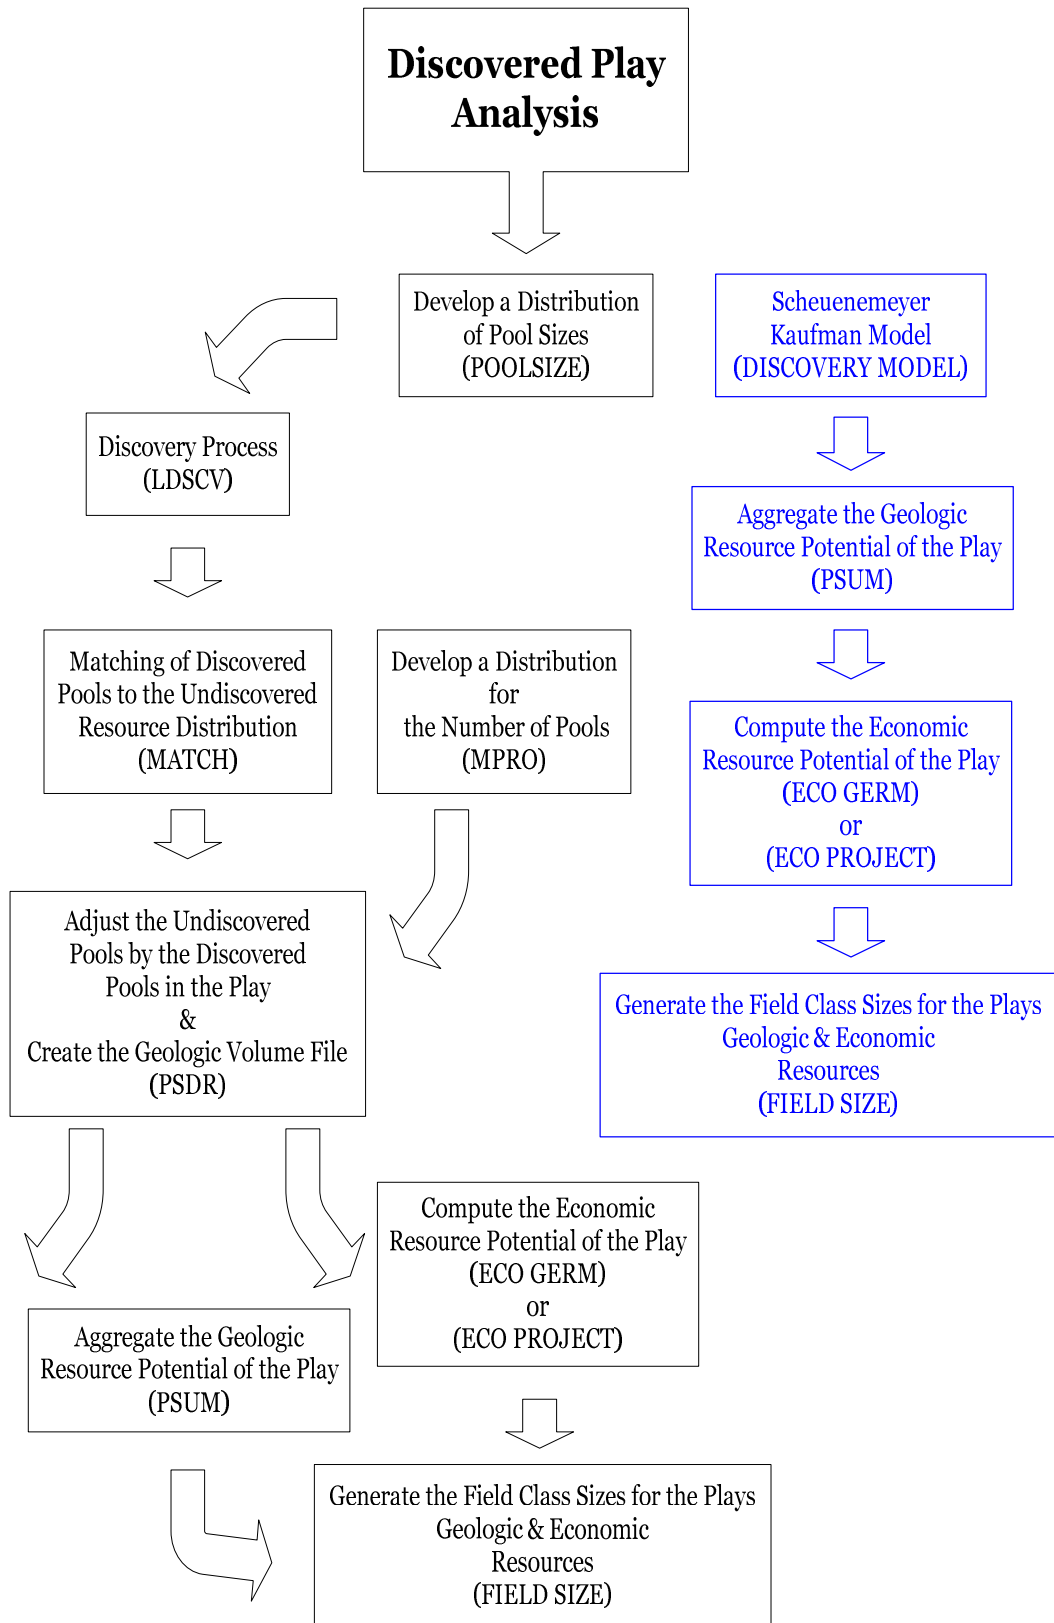 Discovered Play
Analysis
Develop a Distribution
of Pool Sizes
(POOLSIZE)
Scheuenemeyer
Kaufman Model
(DISCOVERY MODEL)
Discovery Process
(LDSCV)
Aggregate the Geologic
Resource Potential of the Play
(PSUM)
Matching of Discovered
Pools to the Undiscovered
Resource Distribution
(MATCH)
Develop a Distribution
for
the Number of Pools
(MPRO)
Compute the Economic
Resource Potential of the Play
(ECO GERM)
or
(ECO PROJECT)
Adjust the Undiscovered
Pools by the Discovered
Pools in the Play
&
Create the Geologic Volume File
(PSDR)
Generate the Field Class Sizes for the Plays
Geologic & Economic
Resources
(FIELD SIZE)
Compute the Economic
Resource Potential of the Play
(ECO GERM)
or
(ECO PROJECT)
Aggregate the Geologic
Resource Potential of the Play
(PSUM)
Generate the Field Class Sizes for the Plays
Geologic & Economic
Resources
(FIELD SIZE)